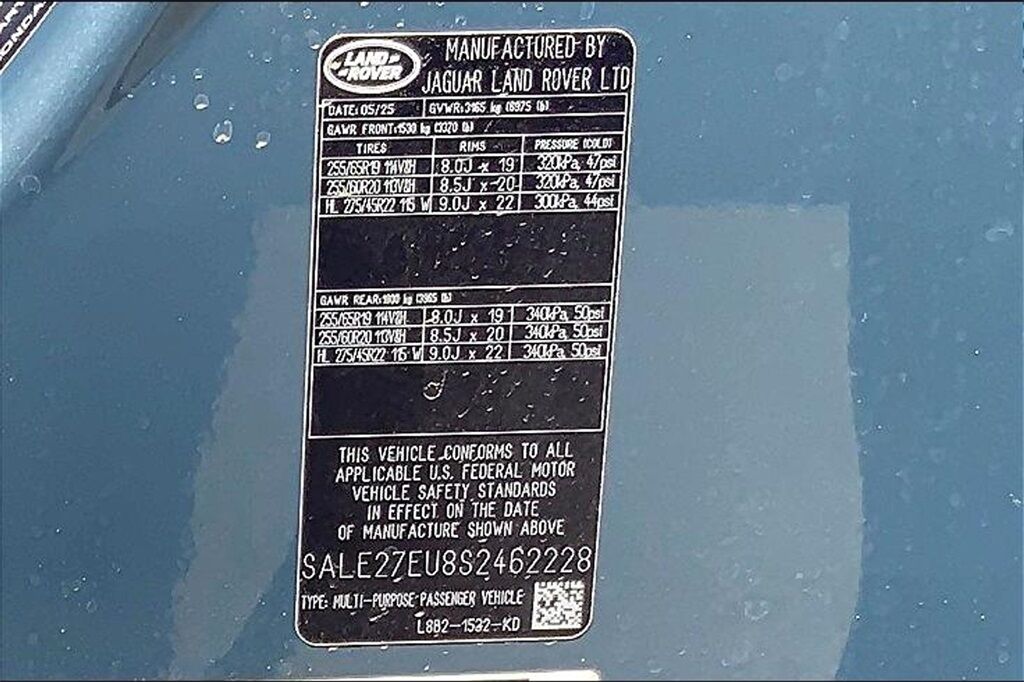 ONDA
LAND ROVER
MANUFACTURED BY
JAGUAR LAND ROVER LTD
DATE: 05/25 GVWR: 3165 kg (6975 lb)
GAWR FRONT: 1530 kg (3370 lb)
TIRES RIMS PRESSURE (COLD)
255/65R19 114V&H 8.0J x 19 320kPa, 47psi
255/60R20 113V&H 8.5J x 20 320kPa, 47psi
HL 275/45R22 115 W 9.0J x 22 300kPa, 44psi
GAWR REAR: 1800 kg (3965 lb)
255/65R19 114V&H 8.0J x 19 340kPa, 50psi
255/60R20 113V&H 8.5J x 20 340kPa, 50psi
HL 275/45R22 115 W 9.0J x 22 340kPa, 50psi
THIS VEHICLE CONFORMS TO ALL
APPLICABLE U.S. FEDERAL MOTOR
VEHICLE SAFETY STANDARDS
IN EFFECT ON THE DATE
OF MANUFACTURE SHOWN ABOVE
SALE27EU8S2462228
TYPE: MULTI-PURPOSE PASSENGER VEHICLE
L8B2-1532-KD